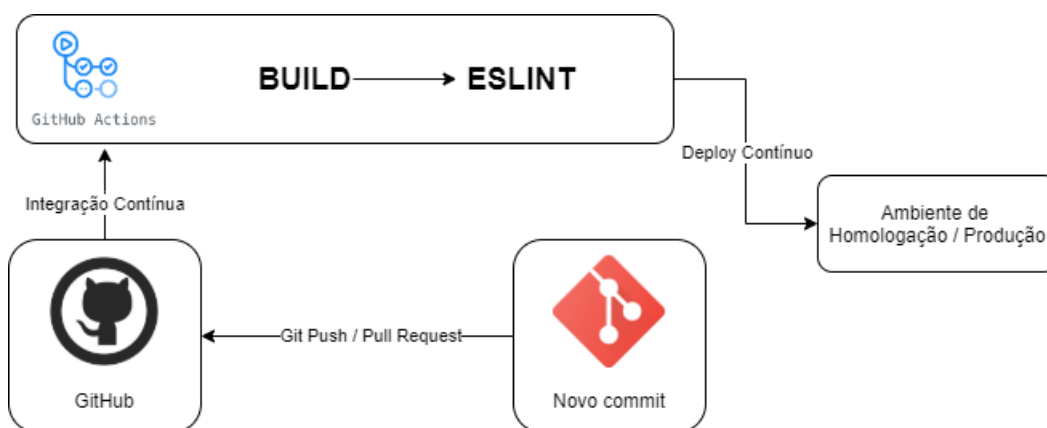 BUILD
ESLINT
GitHub Actions
Deploy Contínuo
Integração Contínua
Ambiente de
Homologação / Produção
Git Push / Pull Request
GitHub
Novo commit